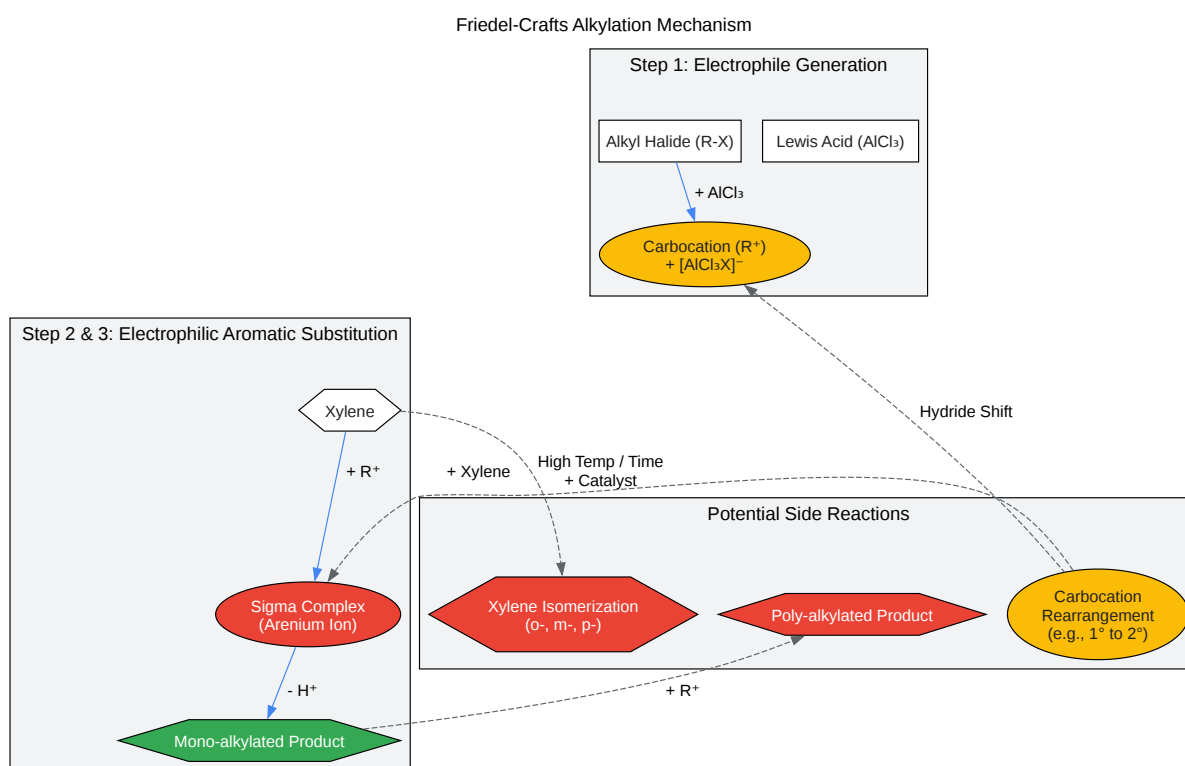 Friedel-Crafts Alkylation Mechanism
Step 1: Electrophile Generation
Alkyl Halide (R-X)
Lewis Acid (AlCl₃)
+ AlCl₃
Carbocation (R⁺)
+ [AlCl₃X]⁻
Step 2 & 3: Electrophilic Aromatic Substitution
Xylene
Hydride Shift
+ R⁺
+ Xylene
High Temp / Time
+ Catalyst
Potential Side Reactions
Sigma Complex
(Arenium Ion)
Xylene Isomerization
(o-, m-, p-)
Poly-alkylated Product
Carbocation
Rearrangement
(e.g., 1° to 2°)
- H⁺
+ R⁺
Mono-alkylated Product